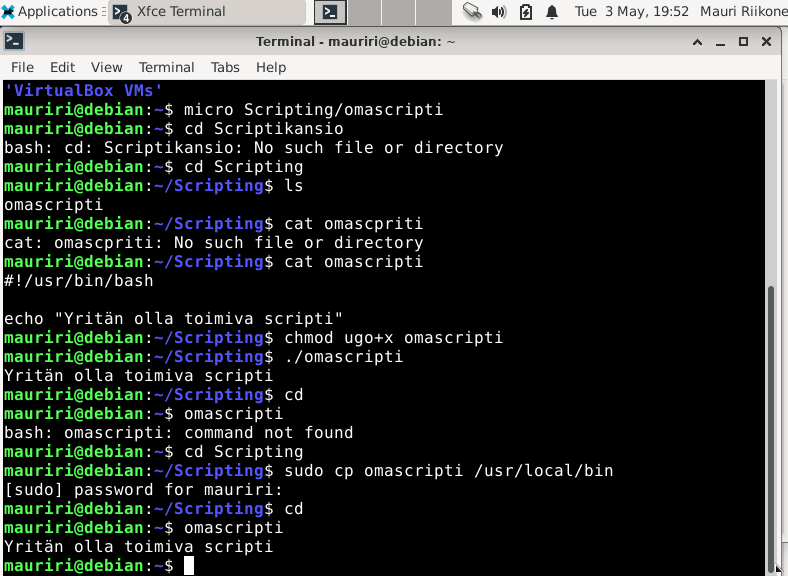 Applications
4
Xfce Terminal
Tue 3 May, 19:52
Mauri Riikone
Terminal - mauriri@debian: ~
File Edit View Terminal Tabs Help
'VirtualBox VMs'
mauriri@debian:~$ micro Scripting/omascripti
mauriri@debian:~$ cd Scriptikansio
bash: cd: Scriptikansio: No such file or directory
mauriri@debian:~$ cd Scripting
mauriri@debian:~/Scripting$ ls
omascripti
mauriri@debian:~/Scripting$ cat omascpriti
cat: omascpriti: No such file or directory
mauriri@debian:~/Scripting$ cat omascripti
#!/usr/bin/bash

echo "Yritän olla toimiva scripti"
mauriri@debian:~/Scripting$ chmod ugo+x omascripti
mauriri@debian:~/Scripting$ ./omascripti
Yritän olla toimiva scripti
mauriri@debian:~/Scripting$ cd
mauriri@debian:~$ omascripti
bash: omascripti: command not found
mauriri@debian:~$ cd Scripting
mauriri@debian:~/Scripting$ sudo cp omascripti /usr/local/bin
[sudo] password for mauriri:
mauriri@debian:~/Scripting$ cd
mauriri@debian:~$ omascripti
Yritän olla toimiva scripti
mauriri@debian:~$